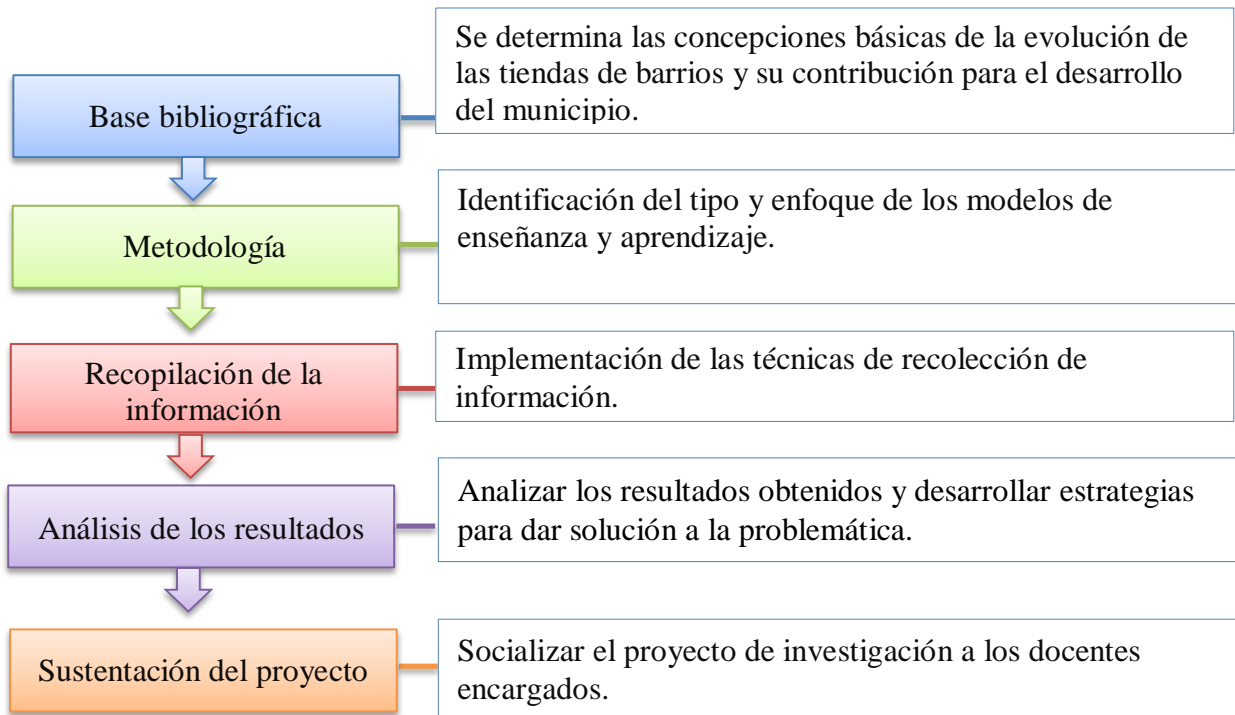 Base bibliográfica
Se determina las concepciones básicas de la evolución de
las tiendas de barrios y su contribución para el desarrollo
del municipio.
Metodología
Identificación del tipo y enfoque de los modelos de
enseñanza y aprendizaje.
Recopilación de la
información
Implementación de las técnicas de recolección de
información.
Análisis de los resultados
Analizar los resultados obtenidos y desarrollar estrategias
para dar solución a la problemática.
Sustentación del proyecto
Socializar el proyecto de investigación a los docentes
encargados.